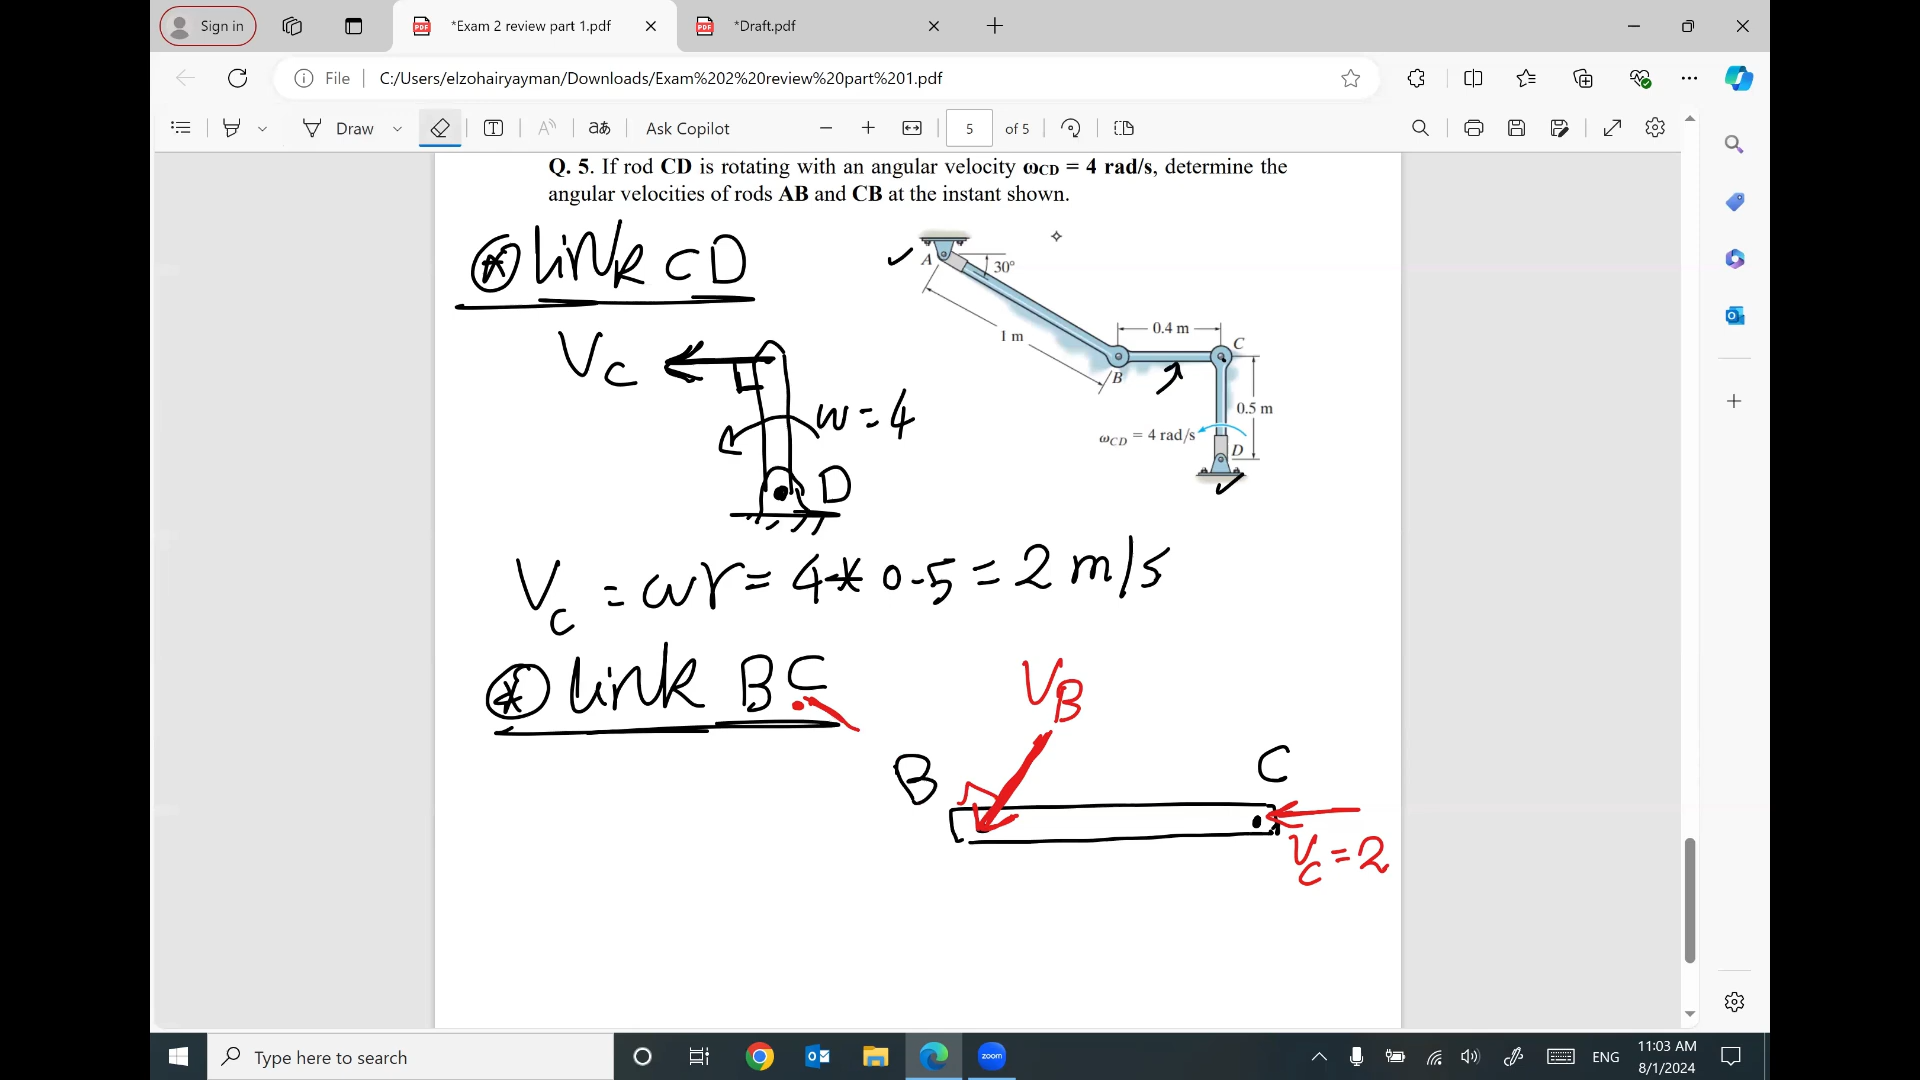 Sign in
*Exam 2 review part 1.pdf
*Draft.pdf
File
C:/Users/elzohairyayman/Downloads/Exam%202%20review%20part%201.pdf
Draw
Ask Copilot
5 of 5
Q. 5. If rod CD is rotating with an angular velocity ωCD = 4 rad/s, determine the
angular velocities of rods AB and CB at the instant shown.
link CD
A
30°
1 m
0.4 m
B
C
0.5 m
ωCD = 4 rad/s
D
Vc
w = 4
D
Vc = ωr = 4 * 0.5 = 2 m/s
link BC
VB
B
C
Vc = 2
Type here to search
zoom
ENG
11:03 AM
8/1/2024